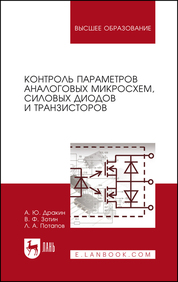 ВЫСШЕЕ ОБРАЗОВАНИЕ
КОНТРОЛЬ ПАРАМЕТРОВ
АНАЛОГОВЫХ МИКРОСХЕМ,
СИЛОВЫХ ДИОДОВ
И ТРАНЗИСТОРОВ
А. Ю. Дракин
В. Ф. Зотин
Л. А. Потапов
ЛАНЬ
E.LANBOOK.COM